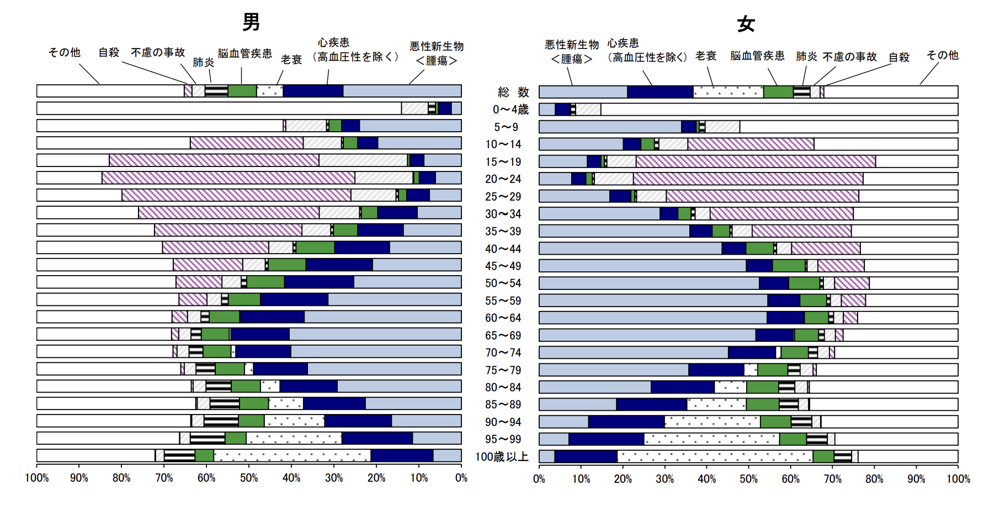 男
女
その他
自殺
不慮の事故
肺炎
脳血管疾患
老衰
心疾患
（高血圧性を除く）
悪性新生物
＜腫瘍＞
悪性新生物
＜腫瘍＞
心疾患
（高血圧性を除く）
老衰
脳血管疾患
肺炎
不慮の事故
自殺
その他
総 数
0～4歳
5～9
10～14
15～19
20～24
25～29
30～34
35～39
40～44
45～49
50～54
55～59
60～64
65～69
70～74
75～79
80～84
85～89
90～94
95～99
100歳以上
100% 90% 80% 70% 60% 50% 40% 30% 20% 10% 0%
0% 10% 20% 30% 40% 50% 60% 70% 80% 90% 100%